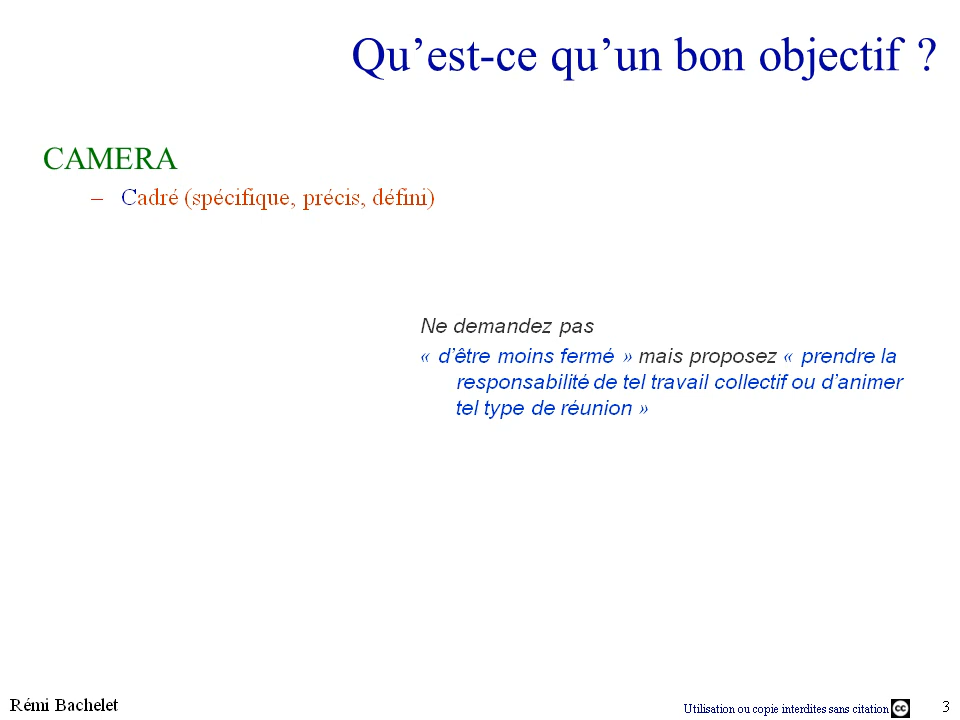 Qu’est-ce qu’un bon objectif ?
CAMERA
– Cadré (spécifique, précis, défini)
Ne demandez pas
« d’être moins fermé » mais proposez « prendre la
responsabilité de tel travail collectif ou d’animer
tel type de réunion »
Rémi Bachelet
Utilisation ou copie interdites sans citation
cc
3